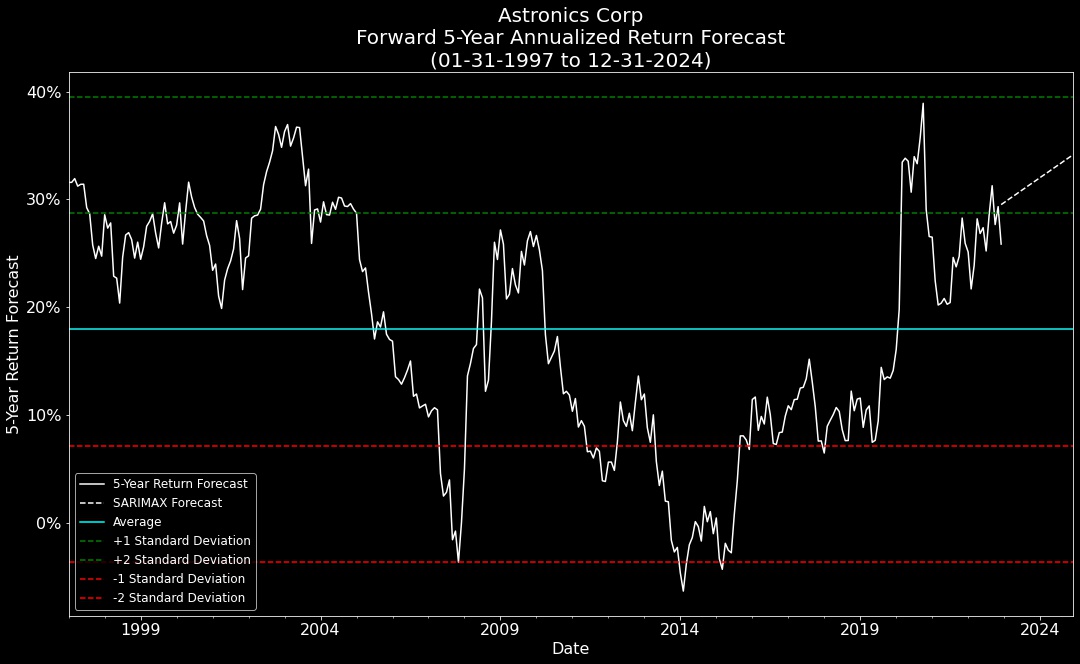 Astronics Corp
Forward 5-Year Annualized Return Forecast
(01-31-1997 to 12-31-2024)
5-Year Return Forecast
40%
30%
20%
10%
0%
5-Year Return Forecast
SARIMAX Forecast
Average
+1 Standard Deviation
+2 Standard Deviation
-1 Standard Deviation
-2 Standard Deviation
1999
2004
2009
2014
2019
2024
Date